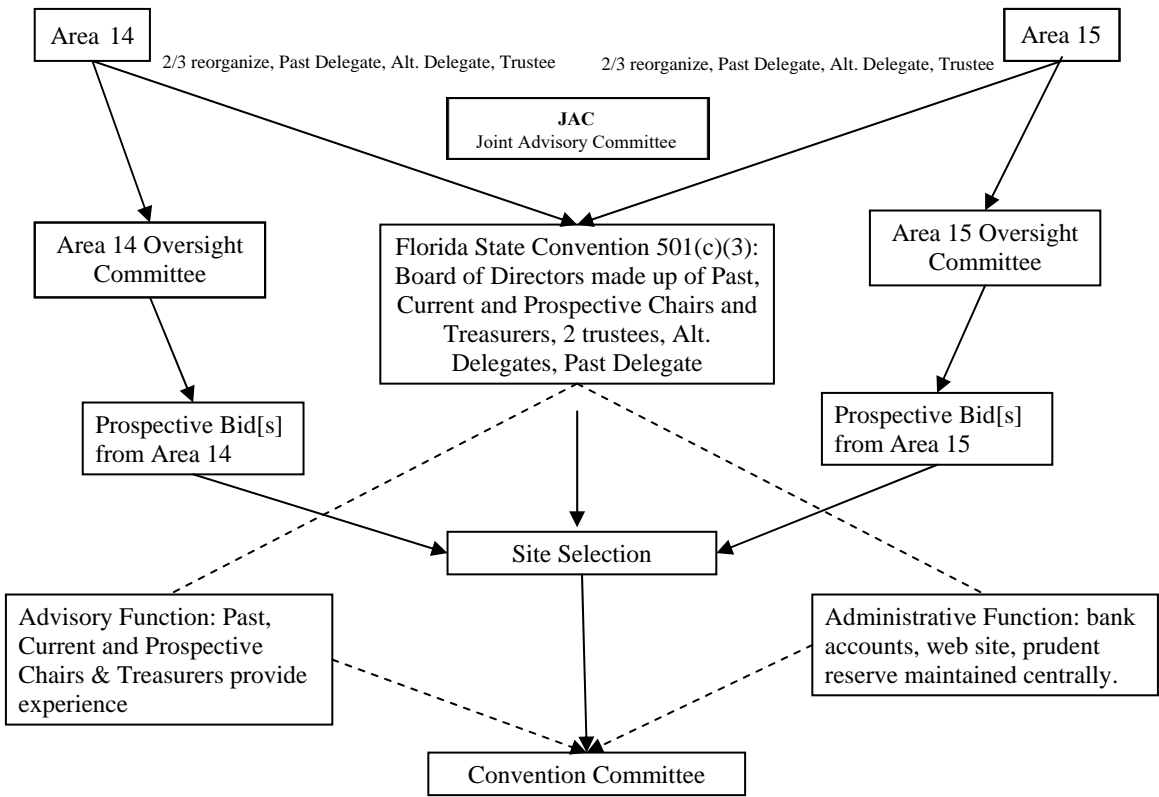 Area 14
Area 15
2/3 reorganize, Past Delegate, Alt. Delegate, Trustee
2/3 reorganize, Past Delegate, Alt. Delegate, Trustee
JAC
Joint Advisory Committee
Area 14 Oversight
Committee
Florida State Convention 501(c)(3):
Board of Directors made up of Past,
Current and Prospective Chairs and
Treasurers, 2 trustees, Alt.
Delegates, Past Delegate
Area 15 Oversight
Committee
Prospective Bid[s]
from Area 14
Prospective Bid[s]
from Area 15
Site Selection
Advisory Function: Past,
Current and Prospective
Chairs & Treasurers provide
experience
Administrative Function: bank
accounts, web site, prudent
reserve maintained centrally.
Convention Committee